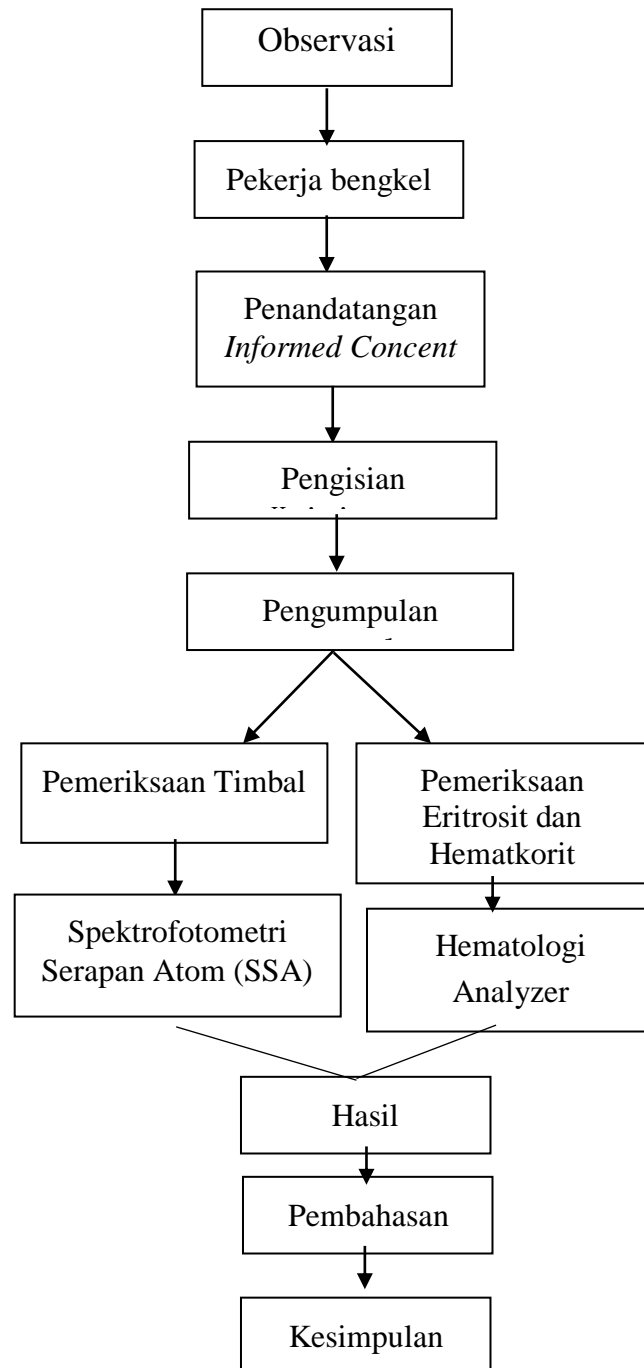 Observasi
Pekerja bengkel
Penandatangan
Informed Concent
Pengisian
Pengumpulan
Pemeriksaan Timbal
Pemeriksaan
Eritrosit dan
Hematkorit
Spektrofotometri
Serapan Atom (SSA)
Hematologi
Analyzer
Hasil
Pembahasan
Kesimpulan